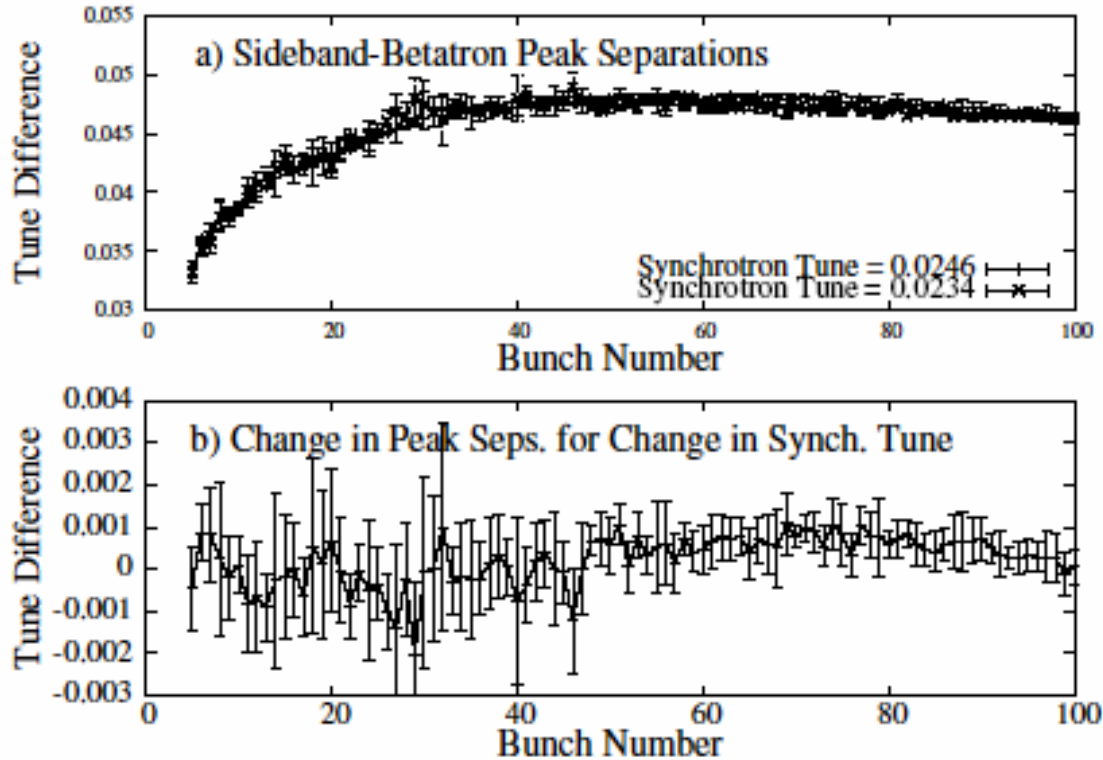 a) Sideband-Betatron Peak Separations
Tune Difference
0.055
0.05
0.045
0.04
0.035
0.03
Synchrotron Tune = 0.0246
Synchrotron Tune = 0.0234
0 20 40 60 80 100
Bunch Number
b) Change in Peak Seps. for Change in Synch. Tune
Tune Difference
0.004
0.003
0.002
0.001
0
-0.001
-0.002
-0.003
0 20 40 60 80 100
Bunch Number